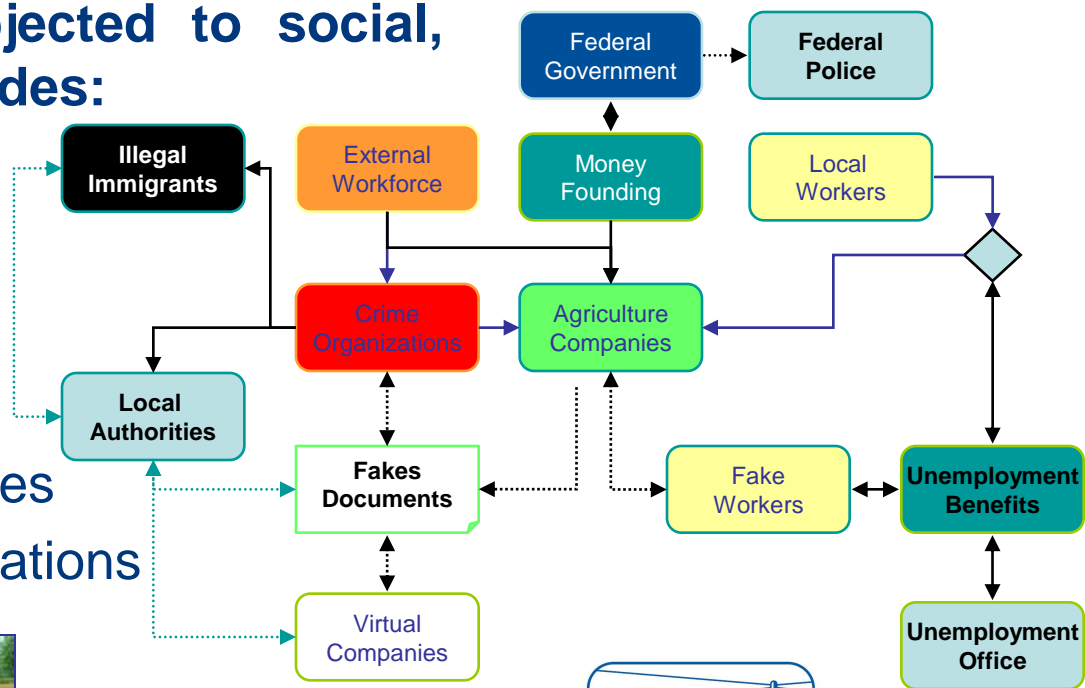 jected to social,
des:
Federal
Government
Federal
Police
Illegal
Immigrants
External
Workforce
Money
Founding
Local
Workers
Crime
Organizations
Agriculture
Companies
Local
Authorities
es
Fakes
Documents
Fake
Workers
Unemployment
Benefits
ations
Virtual
Companies
Unemployment
Office